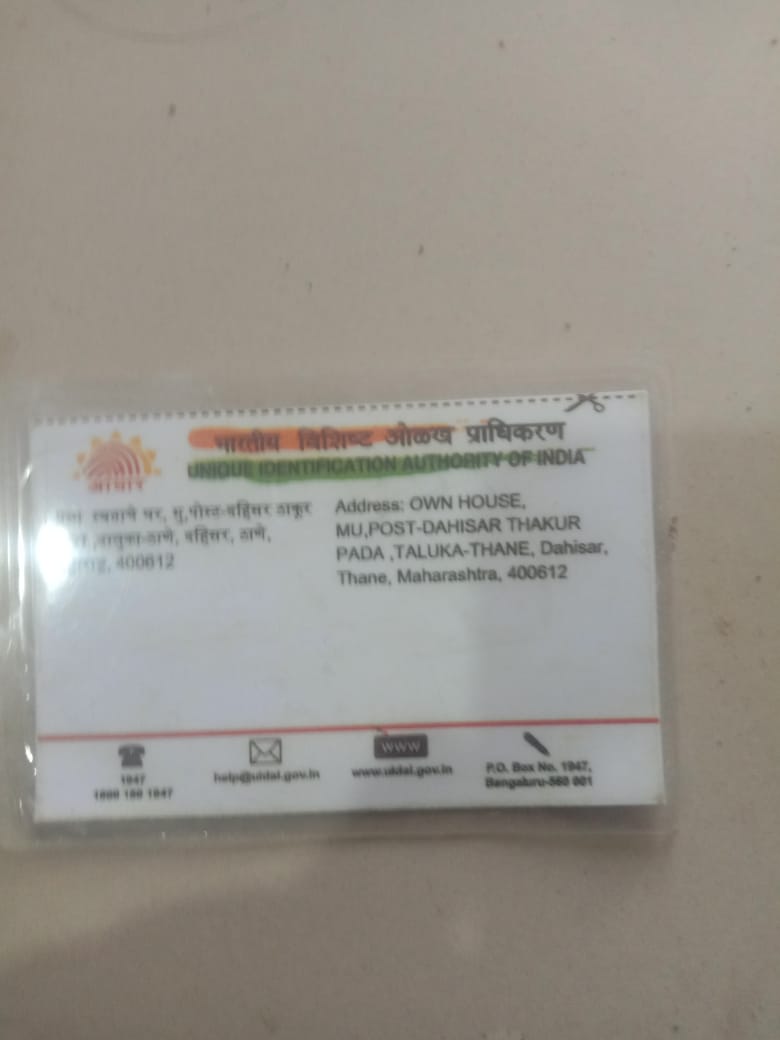 भारतीय विशिष्ट ओळख प्राधिकरण
UNIQUE IDENTIFICATION AUTHORITY OF INDIA
आधार
घर, मु,पोस्ट-दहिसर ठाकूर
,तालुका-ठाणे, दहिसर, ठाणे,
400612
Address: OWN HOUSE,
MU,POST-DAHISAR THAKUR
PADA ,TALUKA-THANE, Dahisar,
Thane, Maharashtra, 400612
1947
1800 180 1947
help@uidai.gov.in
www
www.uidai.gov.in
P.O. Box No. 1947,
Bengaluru-560 001